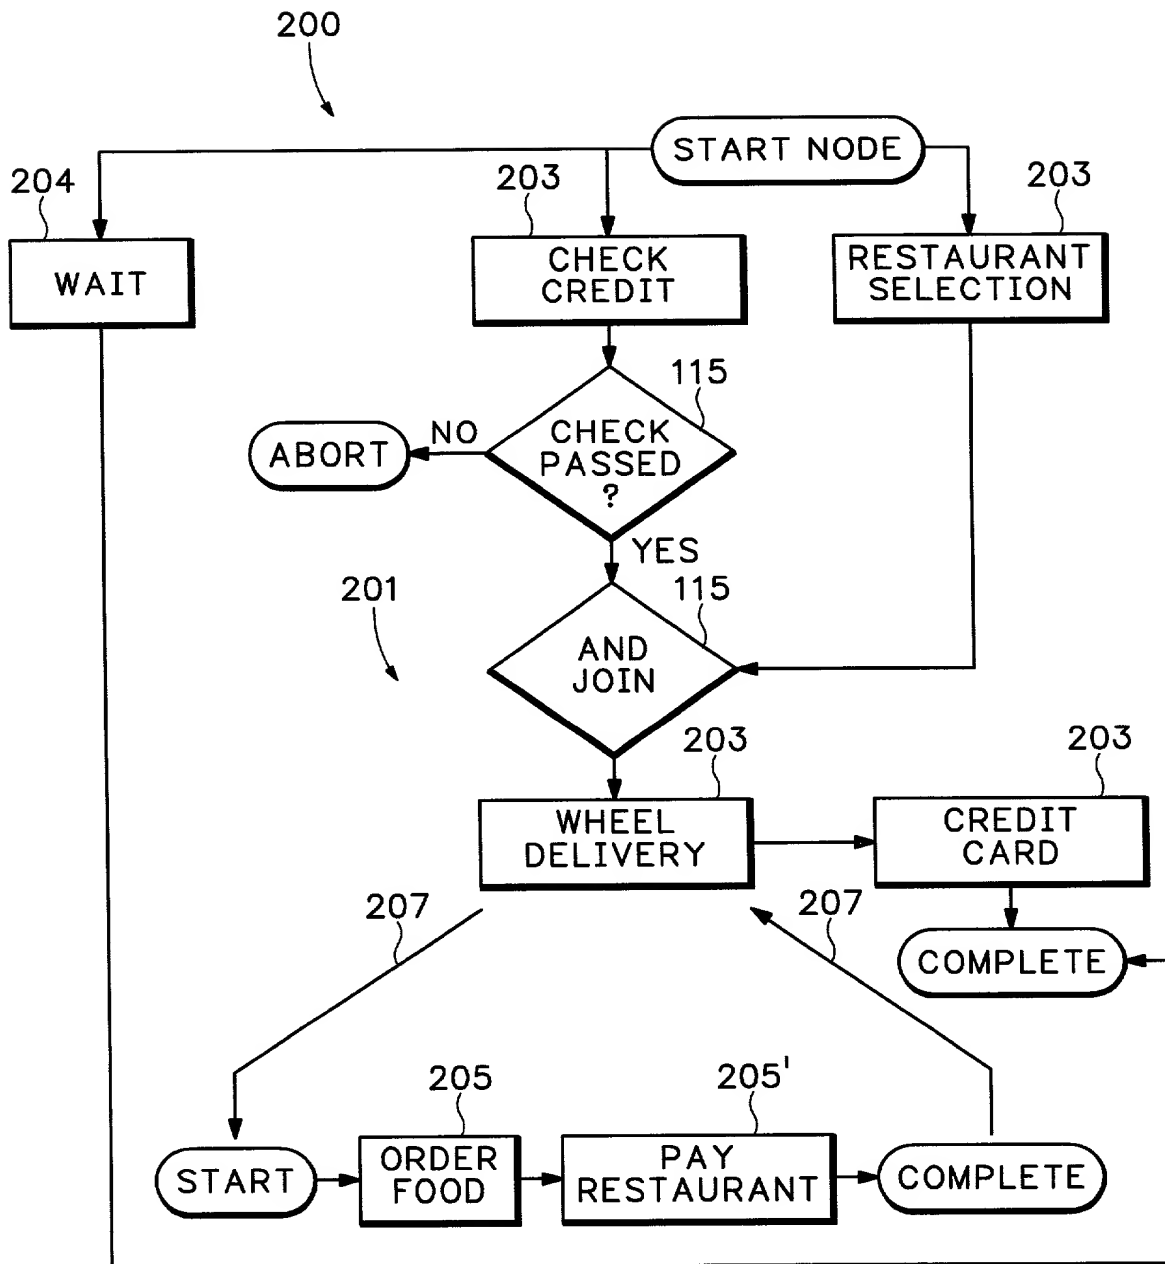 200
START NODE
204
203
203
WAIT
CHECK
CREDIT
RESTAURANT
SELECTION
115
CHECK
PASSED
?
NO
ABORT
YES
201
115
AND
JOIN
203
203
WHEEL
DELIVERY
CREDIT
CARD
207
207
COMPLETE
205
205'
START
ORDER
FOOD
PAY
RESTAURANT
COMPLETE